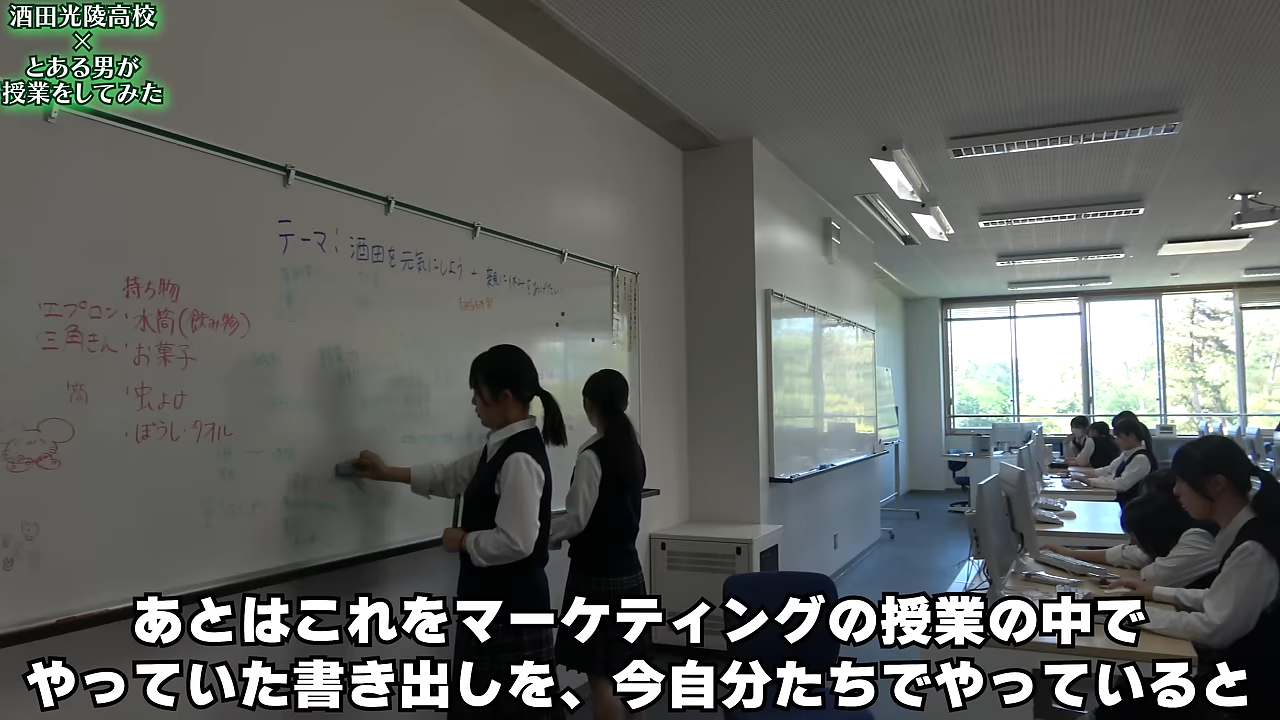 酒田光陵高校
×
とある男が
授業をしてみた
テーマ：酒田を元気にしよう
持ち物
・エプロン ・水筒(飲み物)
・三角きん ・お菓子
筒 ・虫よけ
・ぼうし・タオル
あとはこれをマーケティングの授業の中で
やっていた書き出しを、今自分たちでやっていると